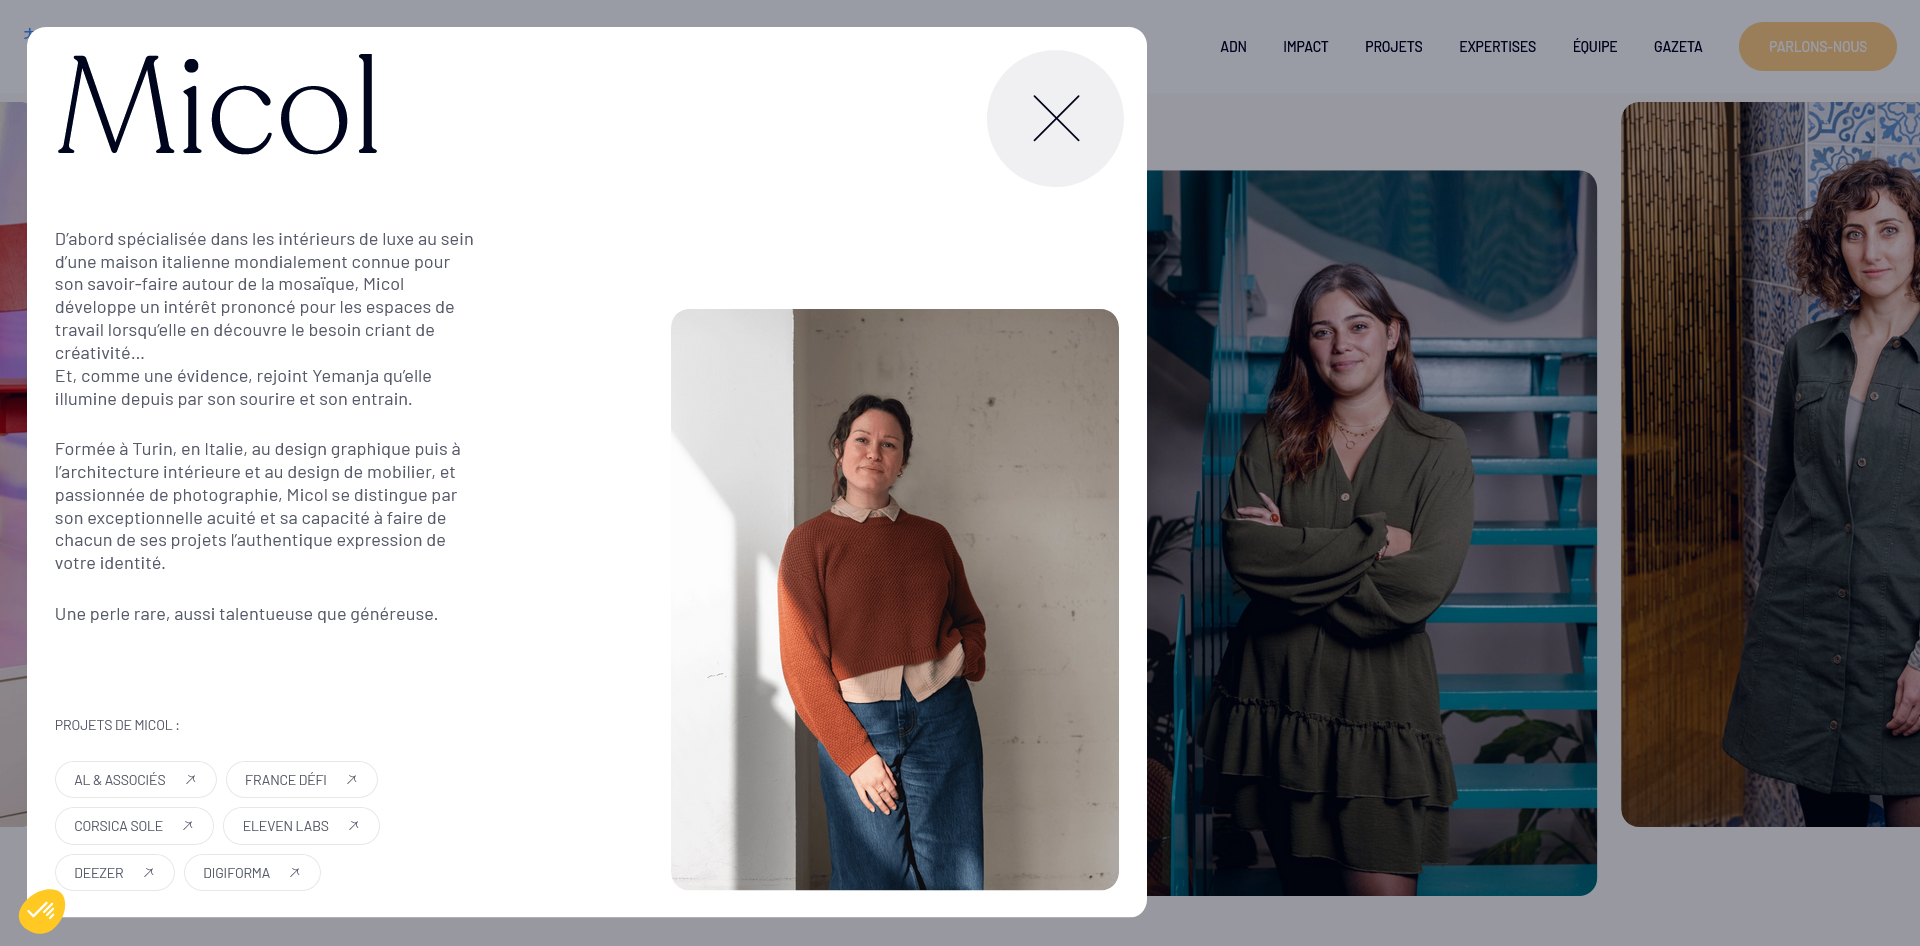 ADN IMPACT PROJETS EXPERTISES ÉQUIPE GAZETA PARLONS-NOUS
Micol
D’abord spécialisée dans les intérieurs de luxe au sein
d’une maison italienne mondialement connue pour
son savoir-faire autour de la mosaïque, Micol
développe un intérêt prononcé pour les espaces de
travail lorsqu’elle en découvre le besoin criant de
créativité…
Et, comme une évidence, rejoint Yemanja qu’elle
illumine depuis par son sourire et son entrain.
Formée à Turin, en Italie, au design graphique puis à
l’architecture intérieure et au design de mobilier, et
passionnée de photographie, Micol se distingue par
son exceptionnelle acuité et sa capacité à faire de
chacun de ses projets l’authentique expression de
votre identité.
Une perle rare, aussi talentueuse que généreuse.
PROJETS DE MICOL :
AL & ASSOCIÉS FRANCE DÉFI
CORSICA SOLE ELEVEN LABS
DEEZER DIGIFORMA